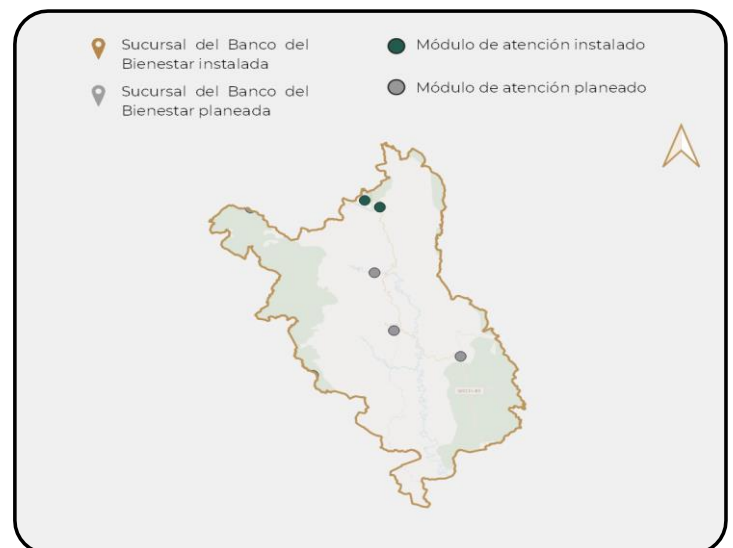 Sucursal del Banco del
Bienestar instalada
Sucursal del Banco del
Bienestar planeada
Módulo de atención instalado
Módulo de atención planeado